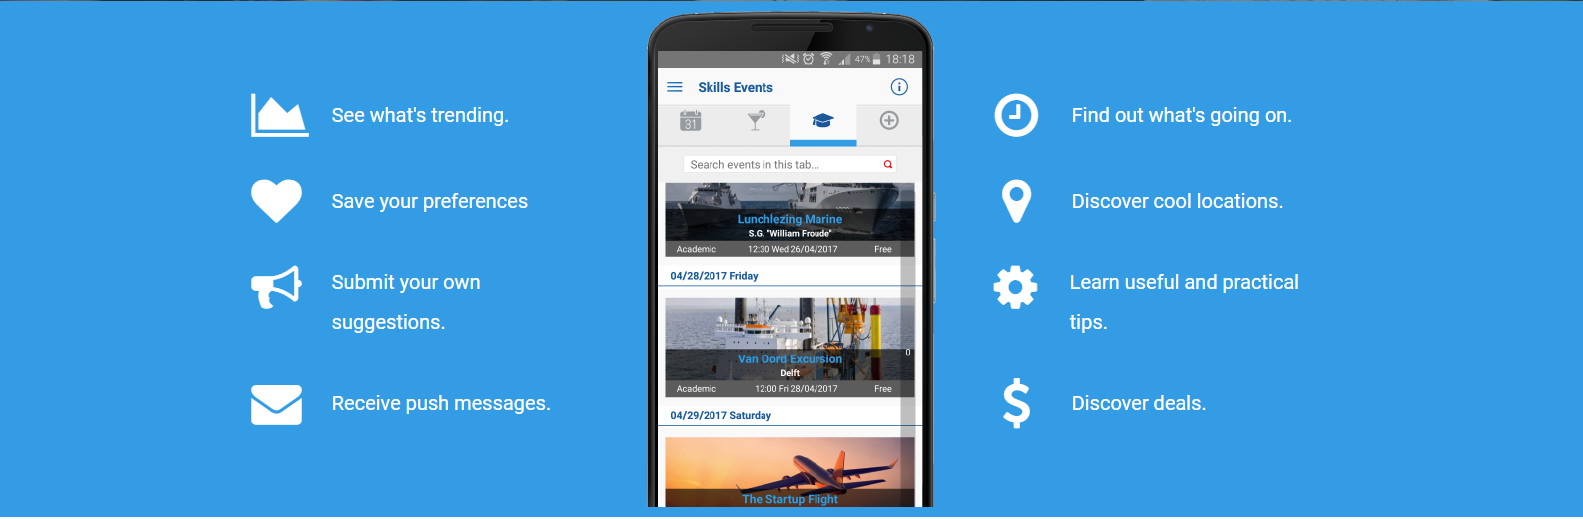 See what's trending.
Save your preferences
Submit your own
suggestions.
Receive push messages.
47%
18:18
Skills Events
31
Search events in this tab...
Lunchlezing Marine
S.G. "William Froude"
Academic 12:30 Wed 26/04/2017 Free
04/28/2017 Friday
0
Van Oord Excursion
Delft
Academic 12:00 Fri 28/04/2017 Free
04/29/2017 Saturday
The Startup Flight
Find out what's going on.
Discover cool locations.
Learn useful and practical
tips.
Discover deals.